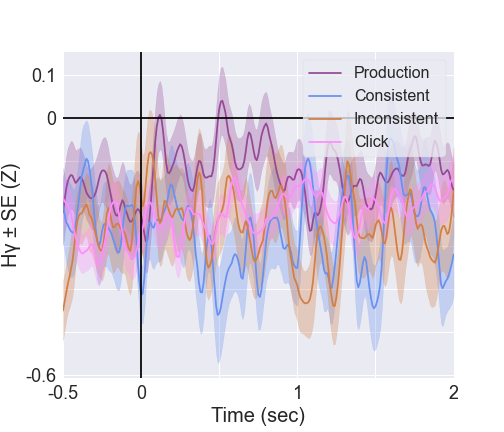 Production
Consistent
Inconsistent
Click
0.1
0
-0.6
Hγ ± SE (Z)
-0.5
0
1
2
Time (sec)